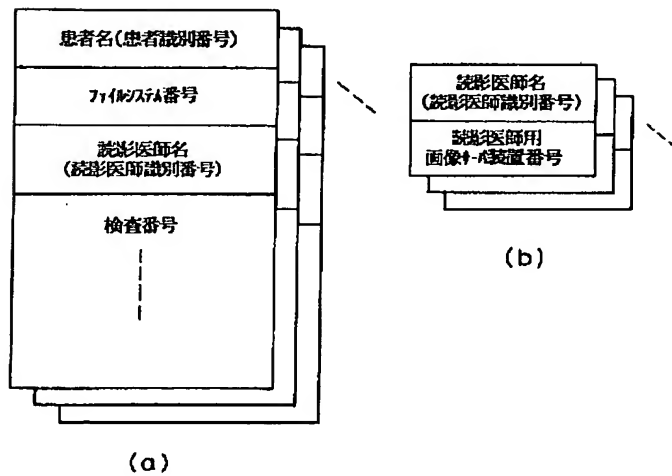 患者名(患者識別番号)
ファイルシステム番号
読影医師名
(読影医師識別番号)
検査番号
(a)
読影医師名
(読影医師識別番号)
読影医師用
画像サーバ装置番号
(b)